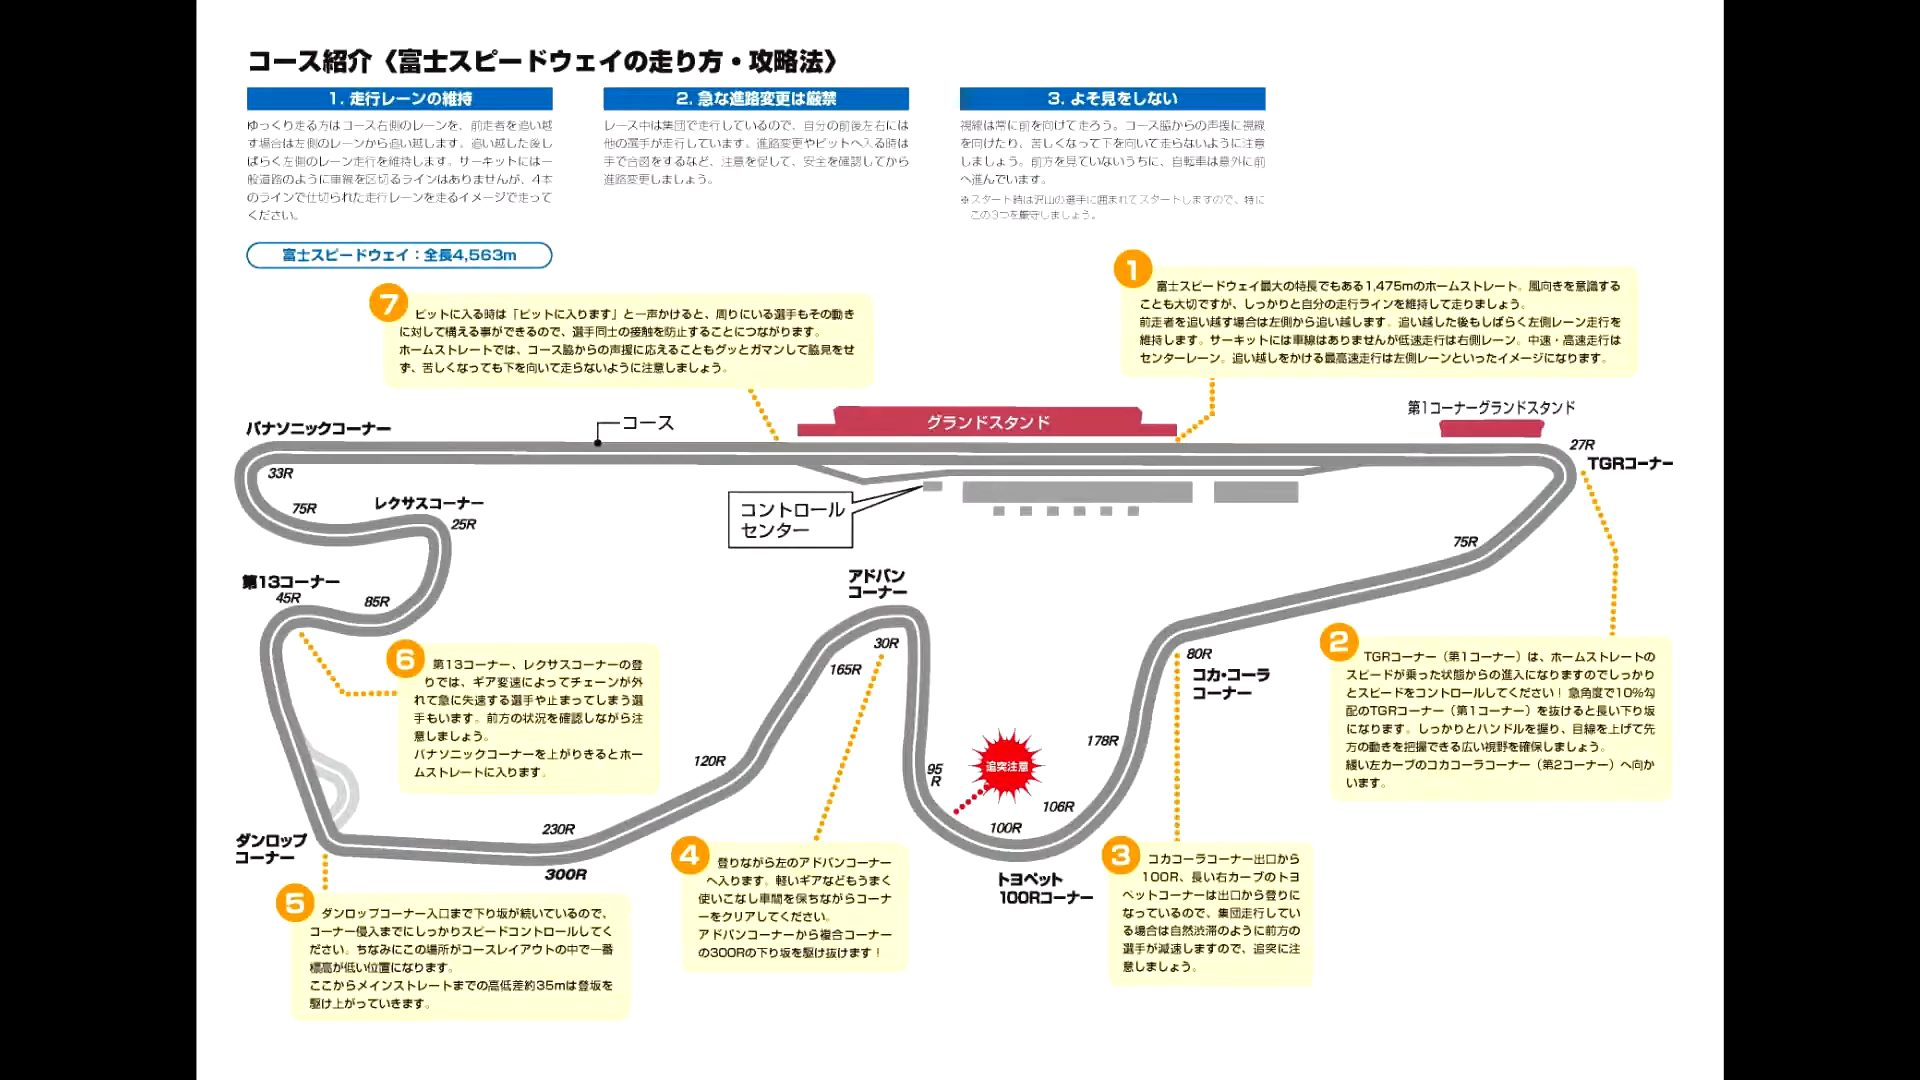 コース紹介〈富士スピードウェイの走り方・攻略法〉
1. 走行レーンの維持
ゆっくり走る方はコース右側のレーンを、前走者を追い越
す場合は左側のレーンから追い越します。追い越した後し
ばらく左側のレーン走行を維持します。サーキットには一
般道路のように車線を区切るラインはありませんが、4本
のラインで仕切られた走行レーンを走るイメージで走って
ください。
2. 急な進路変更は厳禁
レース中は集団で走行しているので、自分の前後左右には
他の選手が走行しています。進路変更やピットへ入る時は
手で合図をするなど、注意を促して、安全を確認してから
進路変更しましょう。
3. よそ見をしない
視線は常に前を向けて走ろう。コース脇からの声援に視線
を向けたり、苦しくなって下を向いて走らないように注意
しましょう。前方を見ていないうちに、自転車は意外に前
へ進んでいます。
※スタート時は沢山の選手に囲まれてスタートしますので、特に
この3つを厳守しましょう。
富士スピードウェイ：全長4,563m
1
富士スピードウェイ最大の特長でもある1,475mのホームストレート。風向きを意識する
ことも大切ですが、しっかりと自分の走行ラインを維持して走りましょう。
前走者を追い越す場合は左側から追い越します。追い越した後もしばらく左側レーン走行を
維持します。サーキットには車線はありませんが低速走行は右側レーン。中速・高速走行は
センターレーン。追い越しをかける最高速走行は左側レーンといったイメージになります。
7
ピットに入る時は「ピットに入ります」と一声かけると、周りにいる選手もその動き
に対して構える事ができるので、選手同士の接触を防止することにつながります。
ホームストレートでは、コース脇からの声援に応えることもグッとガマンして脇見をせ
ず、苦しくなっても下を向いて走らないように注意しましょう。
パナソニックコーナー
コース
グランドスタンド
第1コーナーグランドスタンド
27R
TGRコーナー
33R
75R
レクサスコーナー
25R
コントロール
センター
75R
第13コーナー
45R
85R
アドバン
コーナー
30R
165R
80R
コカ・コーラ
コーナー
2
TGRコーナー（第1コーナー）は、ホームストレートの
スピードが乗った状態からの進入になりますのでしっかり
とスピードをコントロールしてください！急角度で10%勾
配のTGRコーナー（第1コーナー）を抜けると長い下り坂
になります。しっかりとハンドルを握り、目線を上げて先
方の動きを把握できる広い視野を確保しましょう。
緩い左カーブのコカコーラコーナー（第2コーナー）へ向か
います。
6
第13コーナー、レクサスコーナーの登
りでは、ギア変速によってチェーンが外
れて急に失速する選手や止まってしまう選
手もいます。前方の状況を確認しながら注
意しましょう。
パナソニックコーナーを上がりきるとホー
ムストレートに入ります。
120R
95
R
追突注意
178R
106R
100R
ダンロップ
コーナー
230R
300R
トヨペット
100Rコーナー
4
登りながら左のアドバンコーナー
へ入ります。軽いギアなどもうまく
使いこなし車間を保ちながらコーナ
ーをクリアしてください。
アドバンコーナーから複合コーナー
の300Rの下り坂を駆け抜けます！
3
コカコーラコーナー出口から
100R、長い右カーブのトヨ
ペットコーナーは出口から登りに
なっているので、集団走行してい
る場合は自然渋滞のように前方の
選手が減速しますので、追突に注
意しましょう。
5
ダンロップコーナー入口まで下り坂が続いているので、
コーナー侵入までにしっかりスピードコントロールしてく
ださい。ちなみにこの場所がコースレイアウトの中で一番
標高が低い位置になります。
ここからメインストレートまでの高低差約35mは登坂を
駆け上がっていきます。